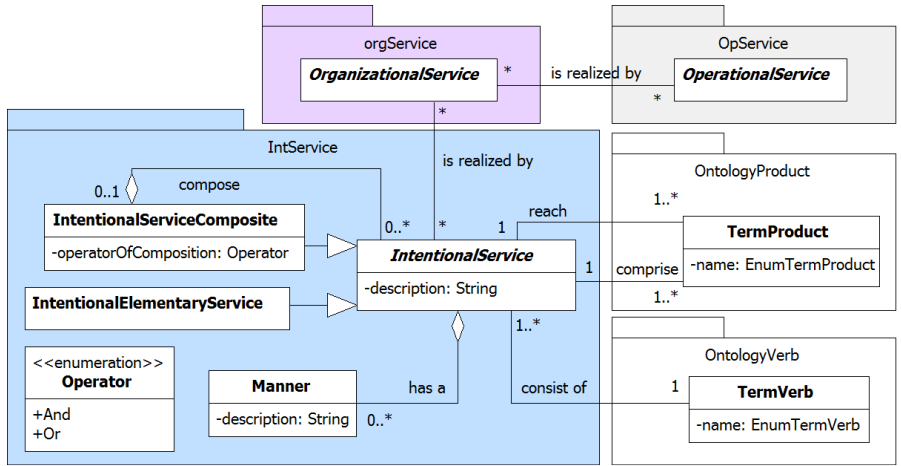 orgService
OrganizationalService
*
*
is realized by
*
OpService
OperationalService
IntService
is realized by
*
compose
0..1
0..*
IntentionalServiceComposite
-operatorOfComposition: Operator
IntentionalElementaryService
IntentionalService
-description: String
<<enumeration>>
Operator
+And
+Or
Manner
-description: String
has a
0..*
1
reach
1..*
1
comprise
1..*
1..*
consist of
1
OntologyProduct
TermProduct
-name: EnumTermProduct
OntologyVerb
TermVerb
-name: EnumTermVerb